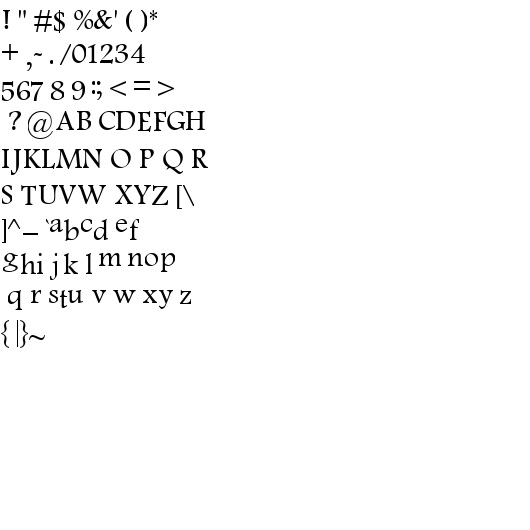 ! " #$ %&' ( )*
+ ,- . /01234
567 8 9 :; < = >
? @AB CDEFGH
IJKLMN O P Q R
S TUVW XYZ [\
]^_ `abcd ef
ghi j k l m nop
q r stu v w xy z
{ |}~